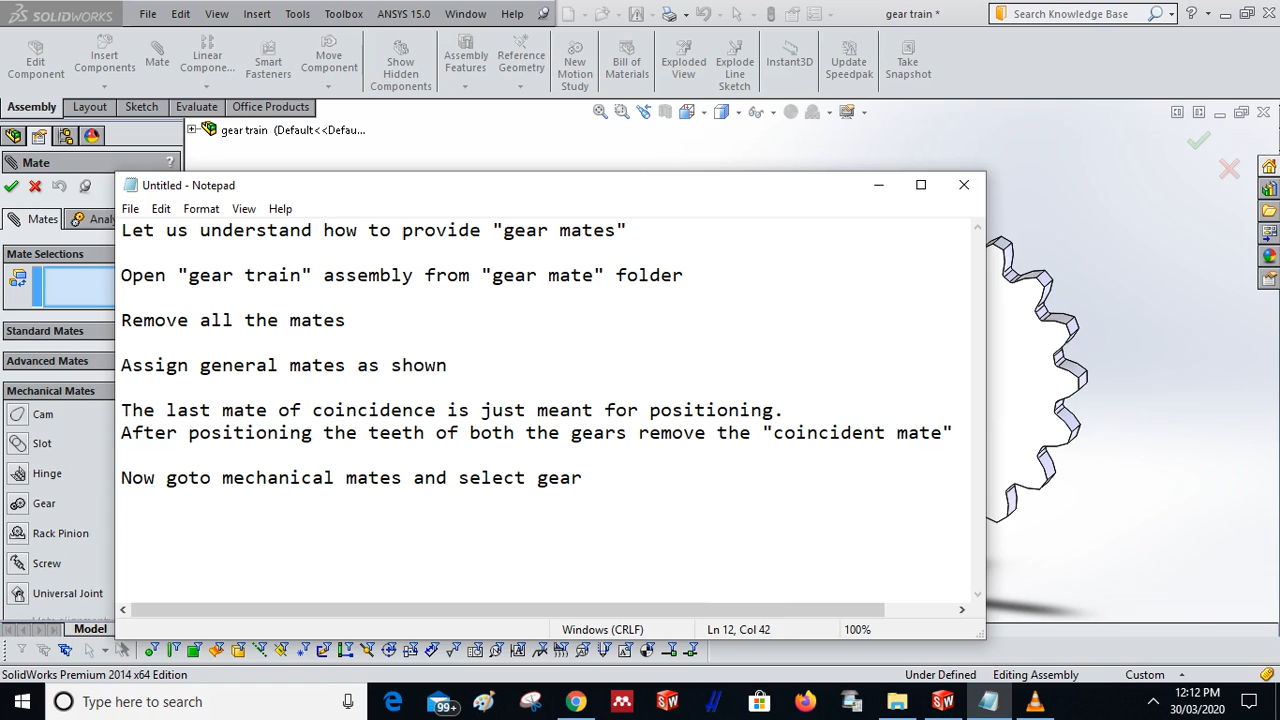 SOLIDWORKS File Edit View Insert Tools Toolbox ANSYS 15.0 Window Help gear train * Search Knowledge Base
Edit Component
Insert Components
Mate
Linear Compone...
Smart Fasteners
Move Component
Show Hidden Components
Assembly Features
Reference Geometry
New Motion Study
Bill of Materials
Exploded View
Explode Line Sketch
Instant3D
Update Speedpak
Take Snapshot
Assembly Layout Sketch Evaluate Office Products
gear train (Default<<Defau...
Mate ?
Mates Analy
Mate Selections
Standard Mates
Advanced Mates
Mechanical Mates
Cam
Slot
Hinge
Gear
Rack Pinion
Screw
Universal Joint
Model
Untitled - Notepad
File Edit Format View Help
Let us understand how to provide "gear mates"
Open "gear train" assembly from "gear mate" folder
Remove all the mates
Assign general mates as shown
The last mate of coincidence is just meant for positioning.
After positioning the teeth of both the gears remove the "coincident mate"
Now goto mechanical mates and select gear
Windows (CRLF) Ln 12, Col 42 100%
SolidWorks Premium 2014 x64 Edition Under Defined Editing Assembly Custom
Type here to search 99+ 12:12 PM
30/03/2020